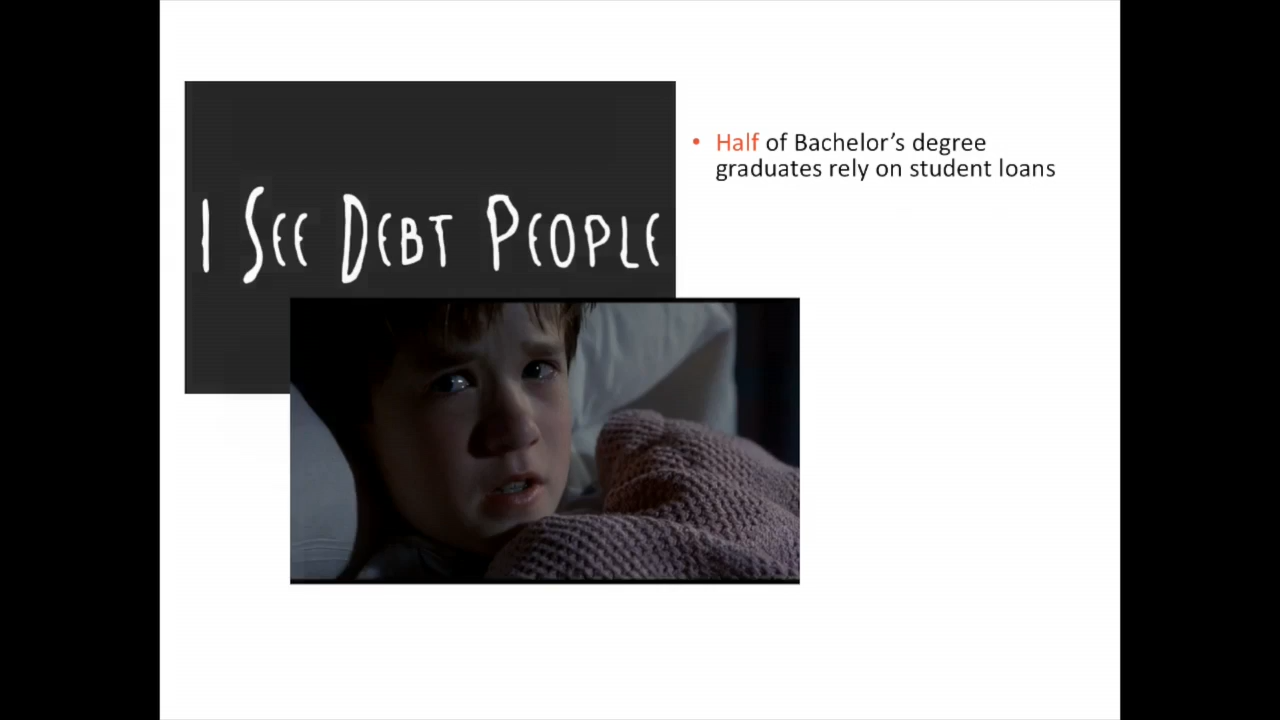 I SEE DEBT PEOPLE
• Half of Bachelor’s degree
graduates rely on student loans